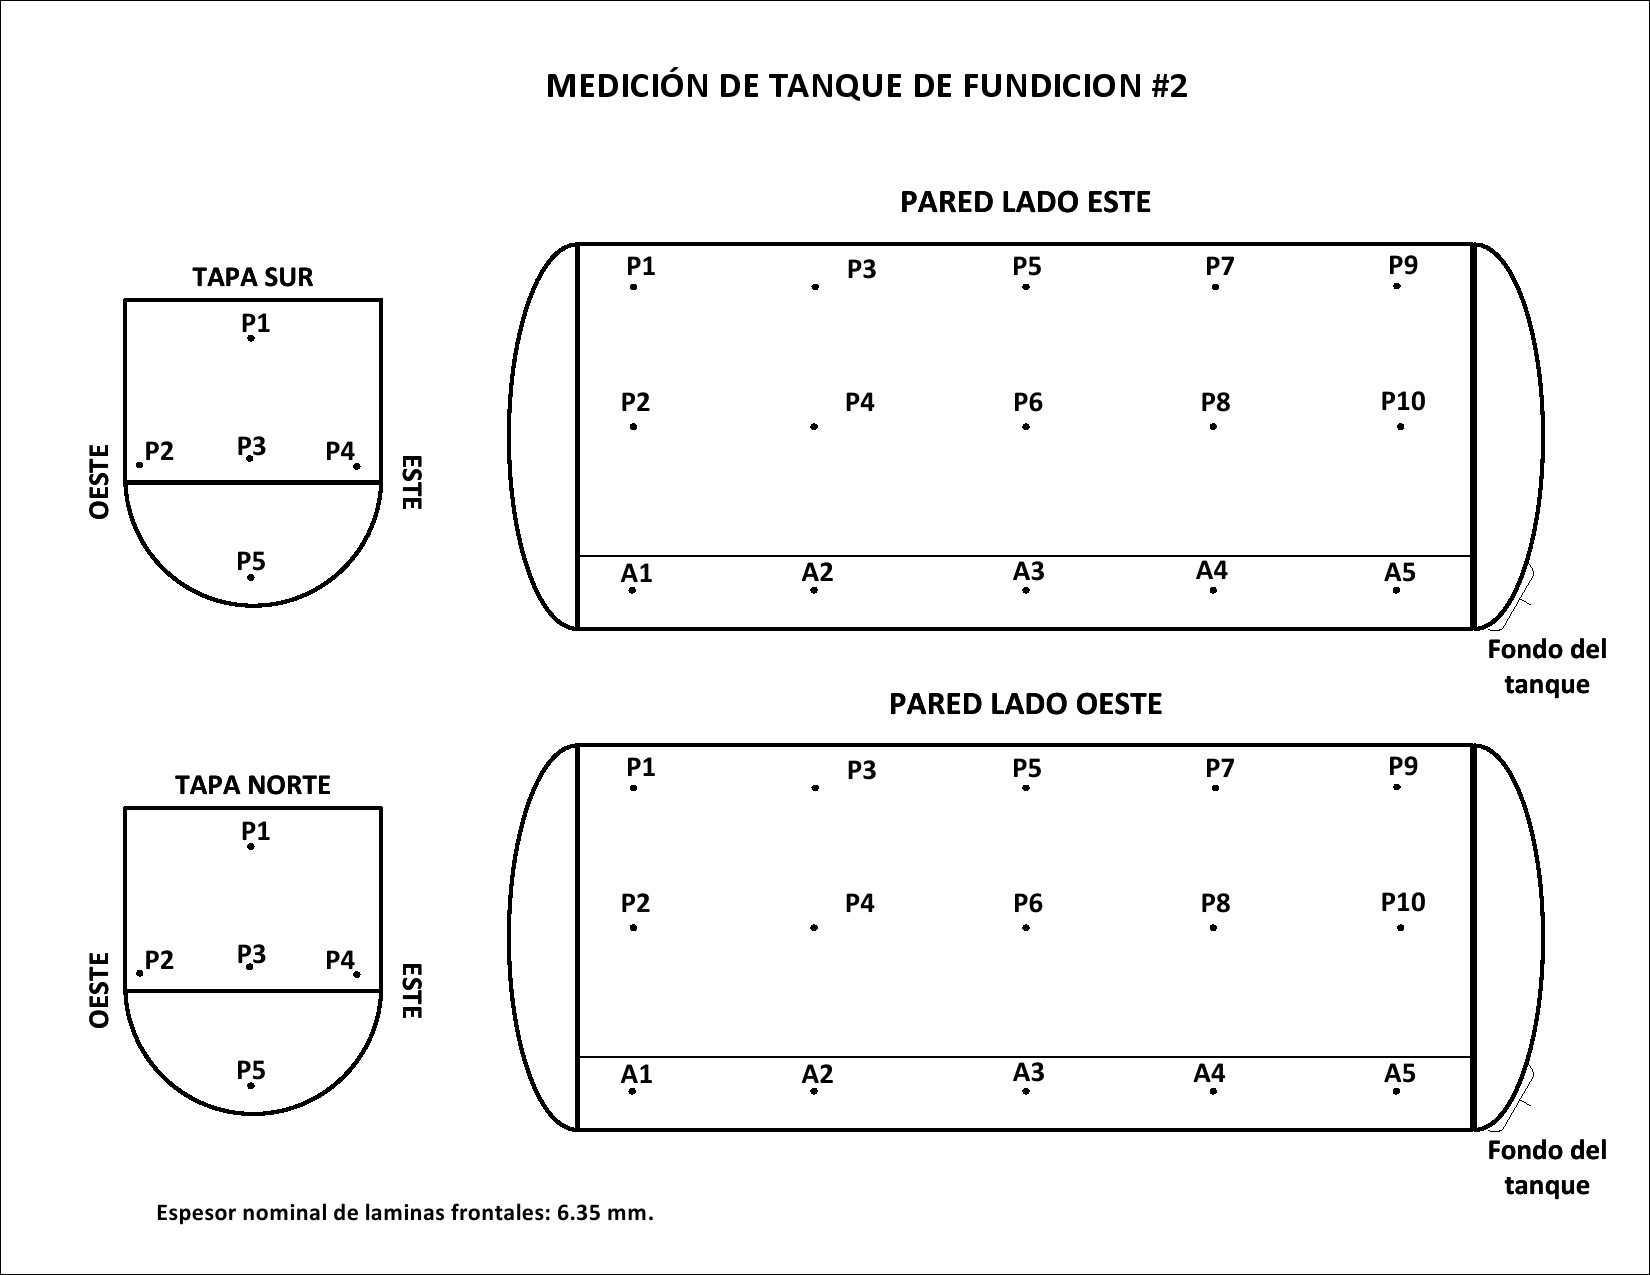 MEDICIÓN DE TANQUE DE FUNDICION #2
PARED LADO ESTE
P1 P3 P5 P7 P9
P2 P4 P6 P8 P10
A1 A2 A3 A4 A5
Fondo del
tanque
TAPA SUR
P1
P2 P3 P4
OESTE
ESTE
P5
PARED LADO OESTE
P1 P3 P5 P7 P9
P2 P4 P6 P8 P10
A1 A2 A3 A4 A5
Fondo del
tanque
TAPA NORTE
P1
P2 P3 P4
OESTE
ESTE
P5
Espesor nominal de laminas frontales: 6.35 mm.